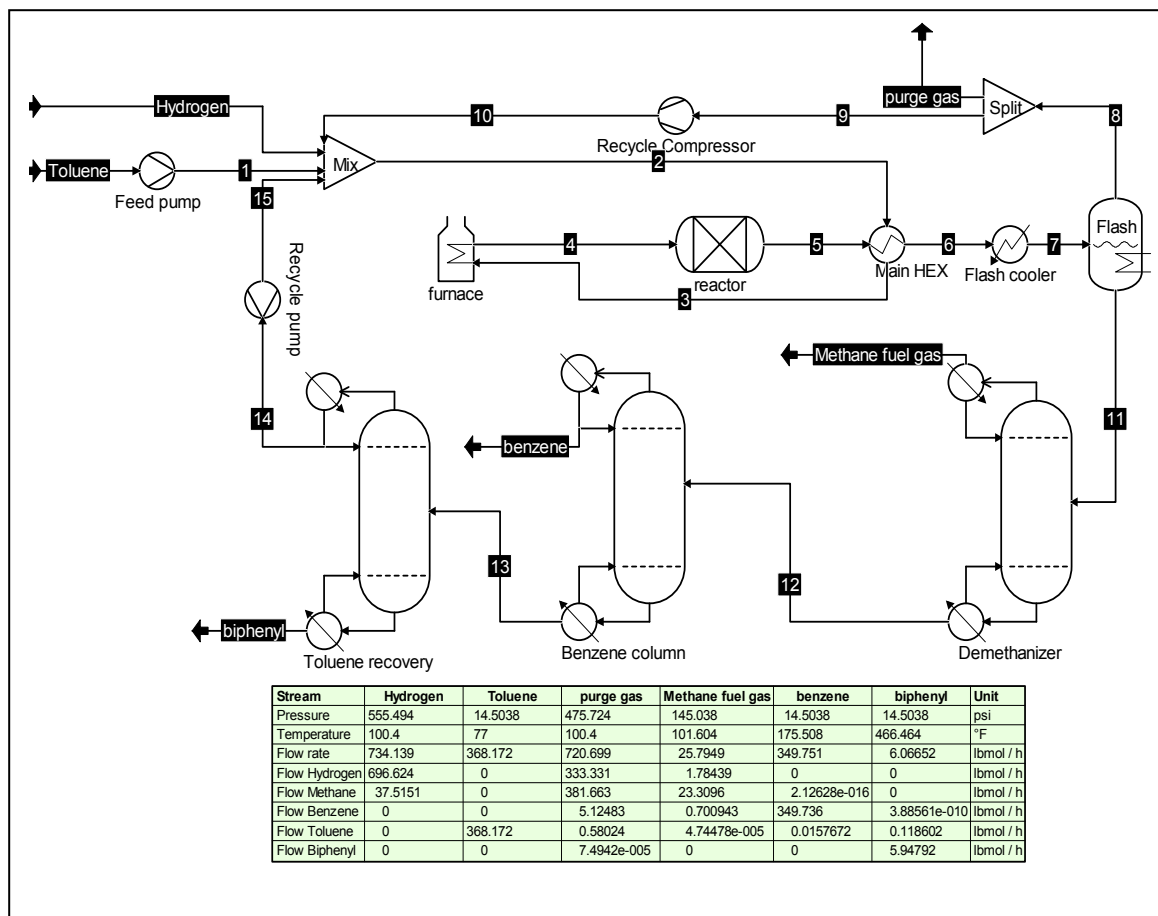 purge gas
Split
8
Hydrogen
10
Recycle Compressor
9
Toluene
Feed pump
1
Mix
2
15
Flash
furnace
4
reactor
5
Main HEX
6
Flash cooler
7
3
Recycle pump
Methane fuel gas
14
benzene
11
13
12
biphenyl
Toluene recovery
Benzene column
Demethanizer
Stream Hydrogen Toluene purge gas Methane fuel gas benzene biphenyl Unit
Pressure 555.494 14.5038 475.724 145.038 14.5038 14.5038 psi
Temperature 100.4 77 100.4 101.604 175.508 466.464 °F
Flow rate 734.139 368.172 720.699 25.7949 349.751 6.06652 lbmol / h
Flow Hydrogen 696.624 0 333.331 1.78439 0 0 lbmol / h
Flow Methane 37.5151 0 381.663 23.3096 2.12628e-016 0 lbmol / h
Flow Benzene 0 0 5.12483 0.700943 349.736 3.88561e-010 lbmol / h
Flow Toluene 0 368.172 0.58024 4.74478e-005 0.0157672 0.118602 lbmol / h
Flow Biphenyl 0 0 7.4942e-005 0 0 5.94792 lbmol / h